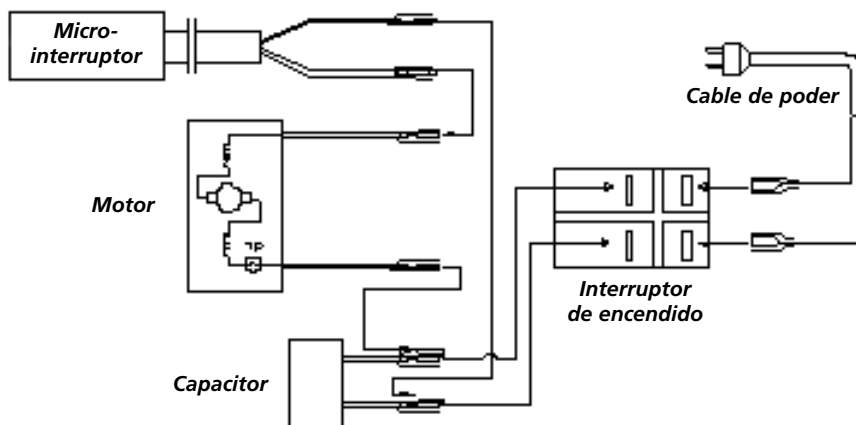 Micro-
interruptor
Cable de poder
Motor
Interruptor
de encendido
Capacitor